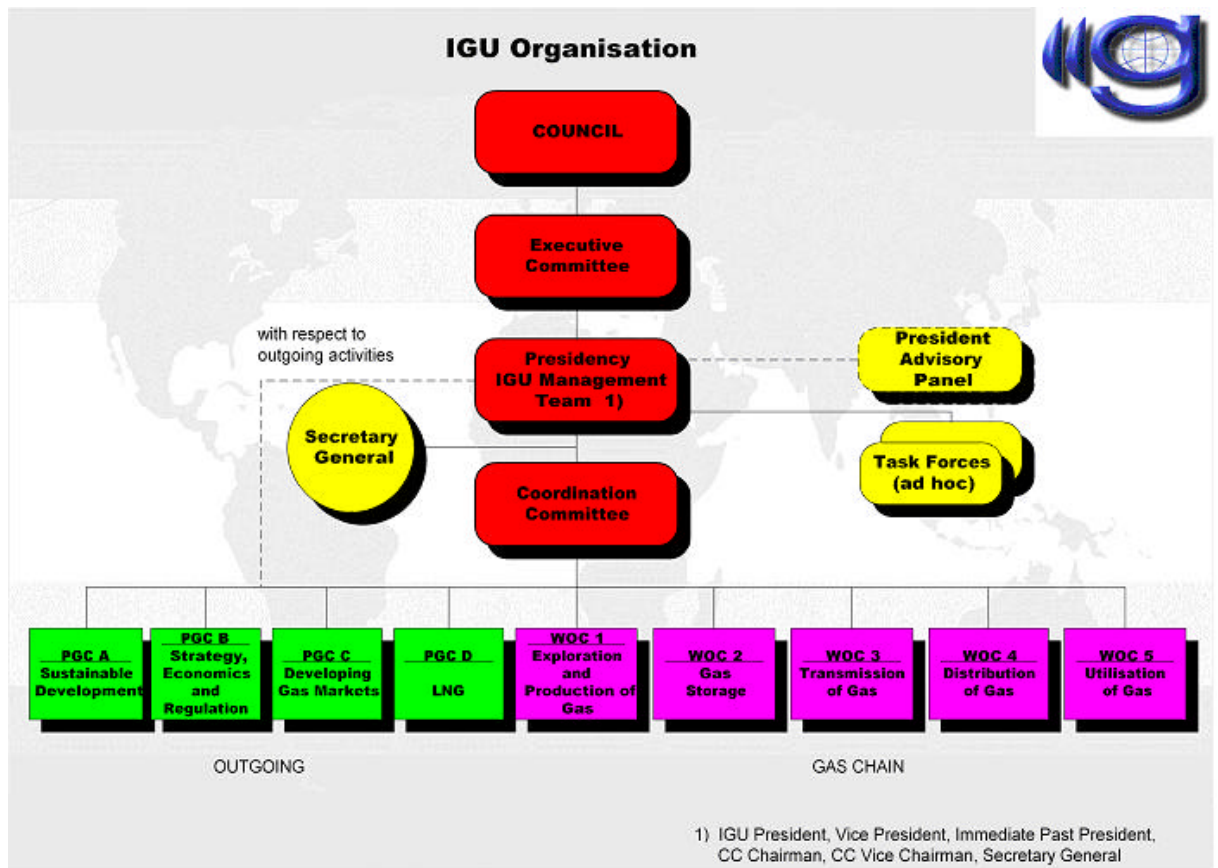 IGU Organisation
COUNCIL
Executive
Committee
with respect to
outgoing activities
Presidency
IGU Management
Team 1)
President
Advisory
Panel
Secretary
General
Task Forces
(ad hoc)
Coordination
Committee
PGC A
Sustainable
Development
PGC B
Strategy,
Economics
and
Regulation
PGC C
Developing
Gas Markets
PGC D
LNG
WOC 1
Exploration
and
Production of
Gas
WOC 2
Gas
Storage
WOC 3
Transmission
of Gas
WOC 4
Distribution
of Gas
WOC 5
Utilisation
of Gas
OUTGOING
GAS CHAIN
1) IGU President, Vice President, Immediate Past President,
CC Chairman, CC Vice Chairman, Secretary General